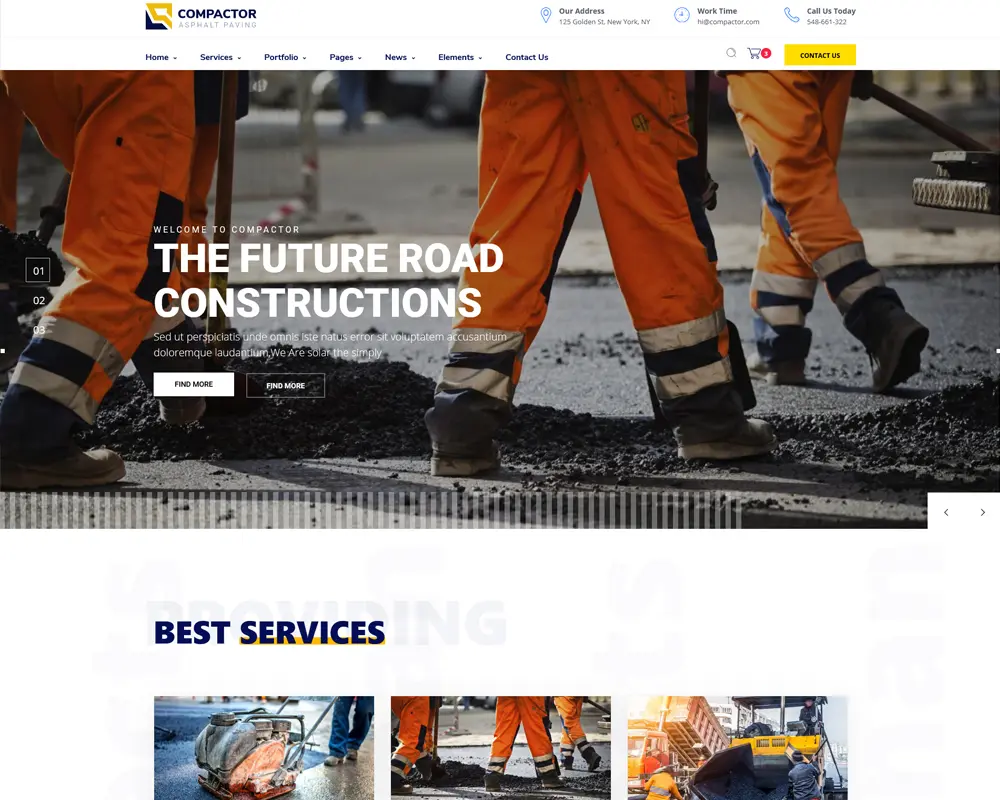 COMPACTOR
ASPHALT PAVING
Our Address
125 Golden St, New York, NY
Work Time
hi@compactor.com
Call Us Today
548-661-322
Home
Services
Portfolio
Pages
News
Elements
Contact Us
3
CONTACT US
WELCOME TO COMPACTOR
THE FUTURE ROAD
CONSTRUCTIONS
01
02
03
Sed ut perspiciatis unde omnis iste natus error sit voluptatem accusantium
doloremque laudantium,We Are solar the simply
FIND MORE
FIND MORE
PROVIDING
BEST SERVICES